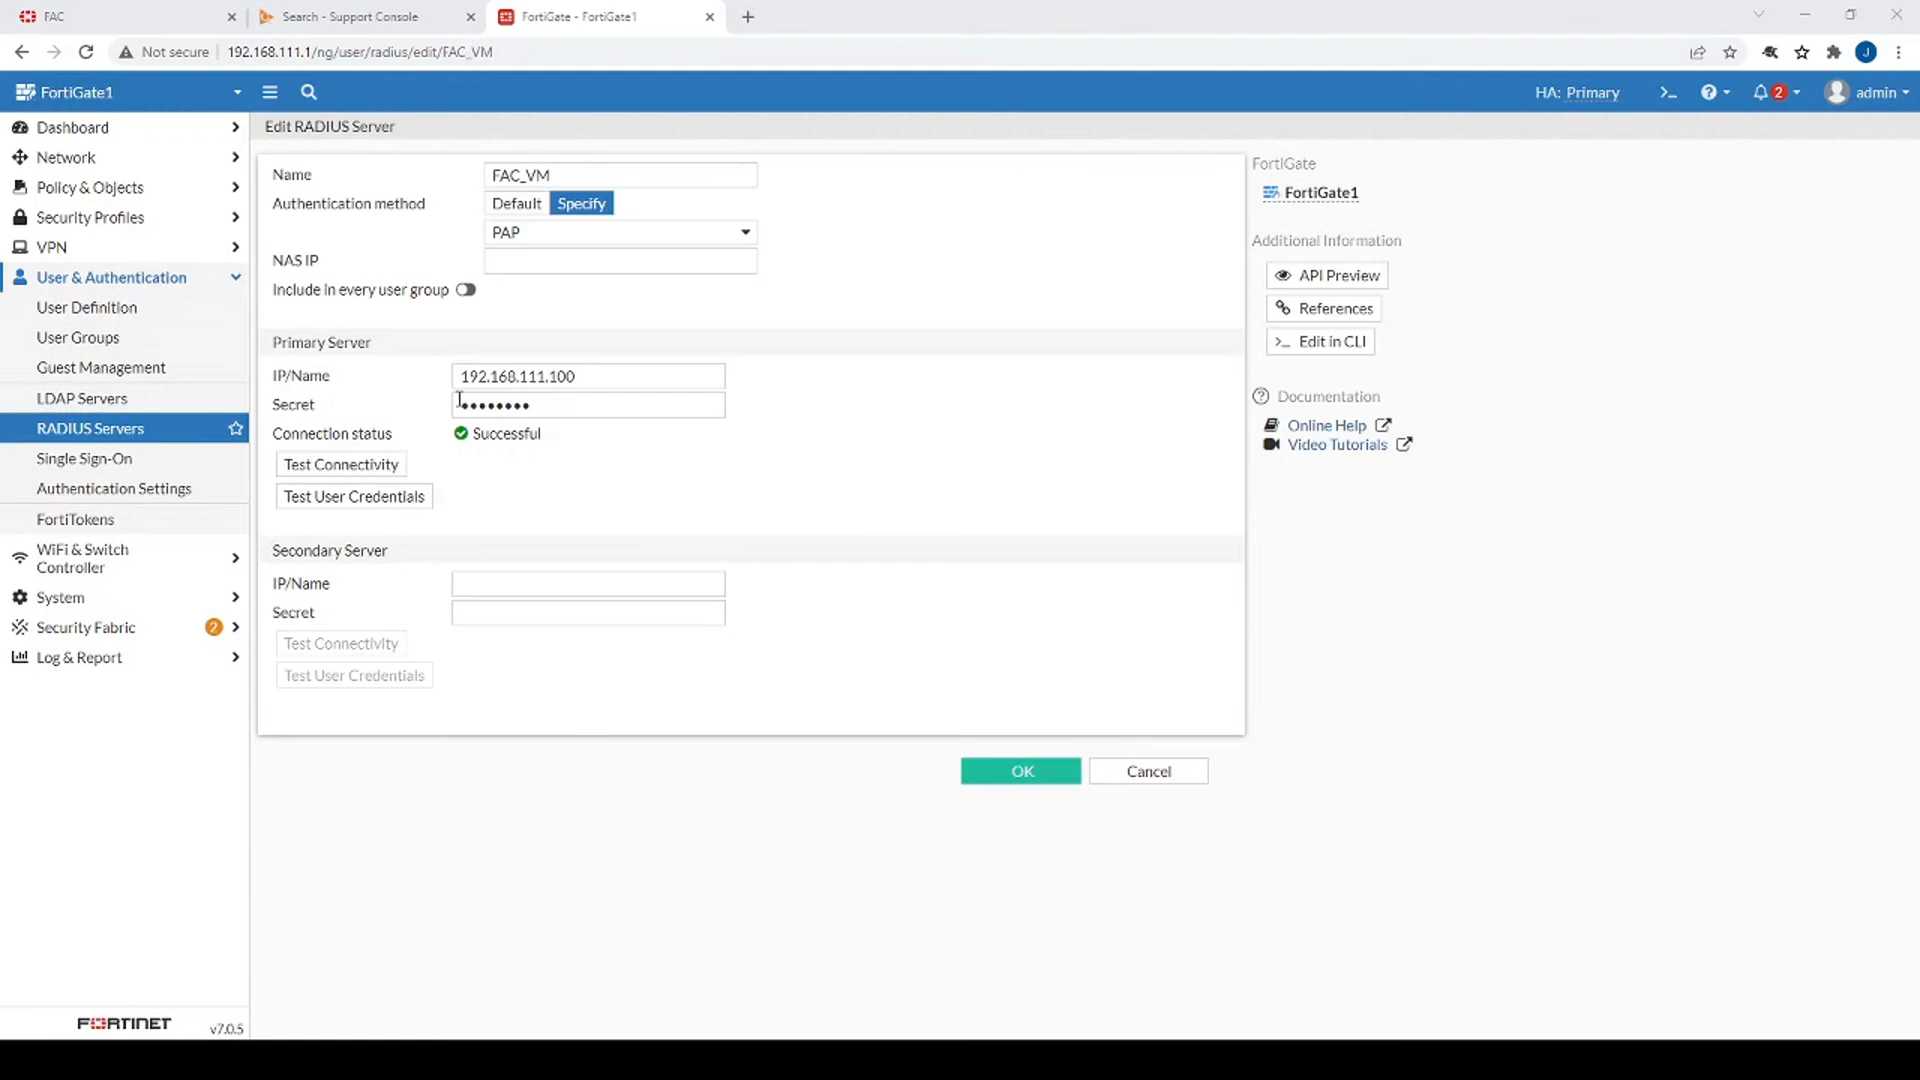 FAC
Search - Support Console
FortiGate - FortiGate1
Not secure
192.168.111.1/ng/user/radius/edit/FAC_VM
J
FortiGate1
HA: Primary
2
admin
Dashboard
Network
Policy & Objects
Security Profiles
VPN
User & Authentication
User Definition
User Groups
Guest Management
LDAP Servers
RADIUS Servers
Single Sign-On
Authentication Settings
FortiTokens
WiFi & Switch
Controller
System
Security Fabric
2
Log & Report
FORTINET
v7.0.5
Edit RADIUS Server
Name
FAC_VM
Authentication method
Default
Specify
PAP
NAS IP
Include in every user group
Primary Server
IP/Name
192.168.111.100
Secret
••••••••
Connection status
Successful
Test Connectivity
Test User Credentials
Secondary Server
IP/Name
Secret
Test Connectivity
Test User Credentials
OK
Cancel
FortiGate
FortiGate1
Additional Information
API Preview
References
>_ Edit in CLI
Documentation
Online Help
Video Tutorials